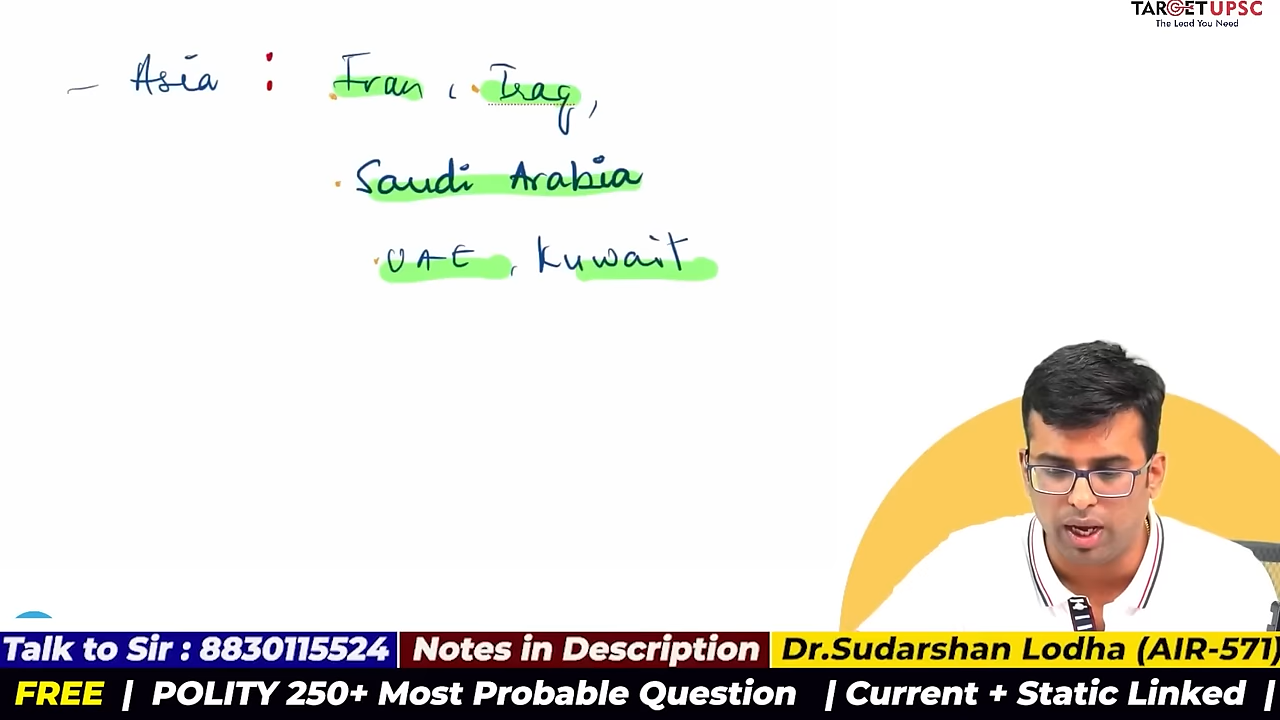 TARGETUPSC
The Lead You Need
– Asia : Iran, Iraq,
Saudi Arabia
UAE, Kuwait
Talk to Sir : 8830115524 Notes in Description Dr.Sudarshan Lodha (AIR-571)
FREE | POLITY 250+ Most Probable Question | Current + Static Linked |